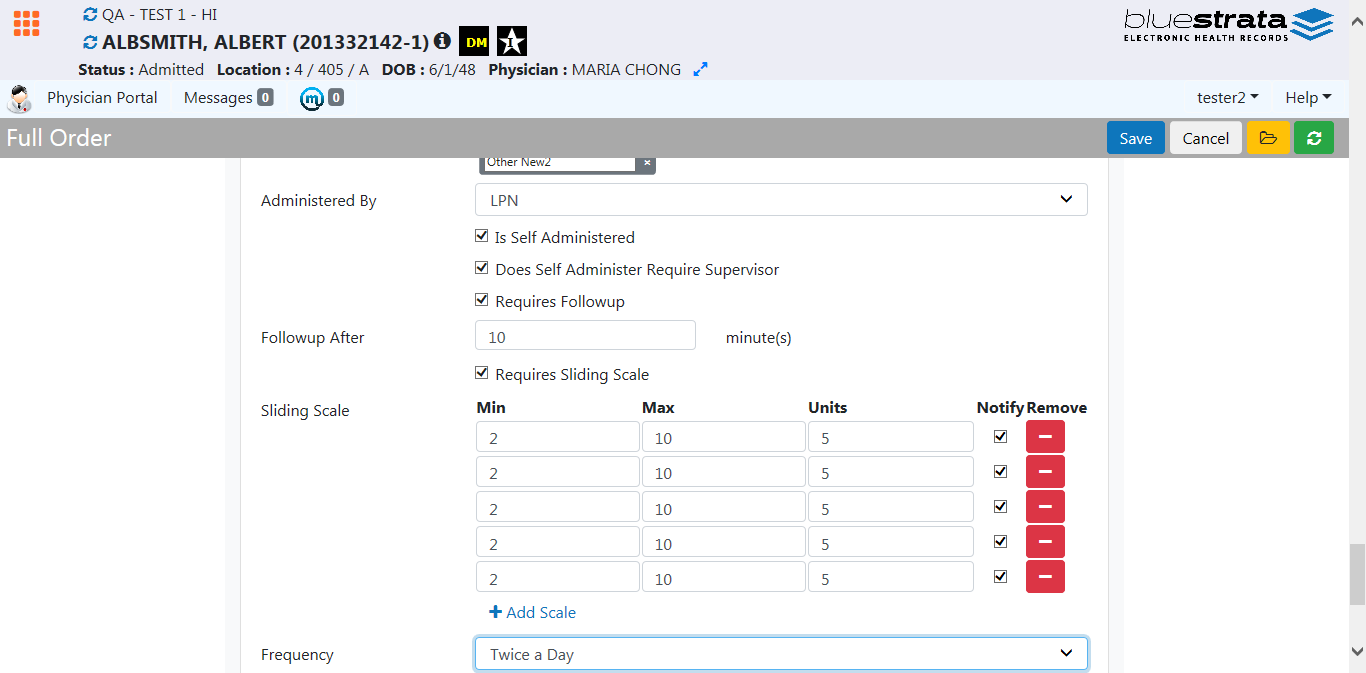 QA - TEST 1 - HI
ALBSMITH, ALBERT (201332142-1) DM 1
Status : Admitted Location : 4 / 405 / A DOB : 6/1/48 Physician : MARIA CHONG
bluestrata
ELECTRONIC HEALTH RECORDS
Physician Portal Messages 0 m 0 tester2 Help
Full Order Save Cancel
Other New2 ×
Administered By LPN
Is Self Administered
Does Self Administer Require Supervisor
Requires Followup
Followup After 10 minute(s)
Requires Sliding Scale
Sliding Scale Min Max Units Notify Remove
2 10 5
2 10 5
2 10 5
2 10 5
2 10 5
Add Scale
Frequency Twice a Day